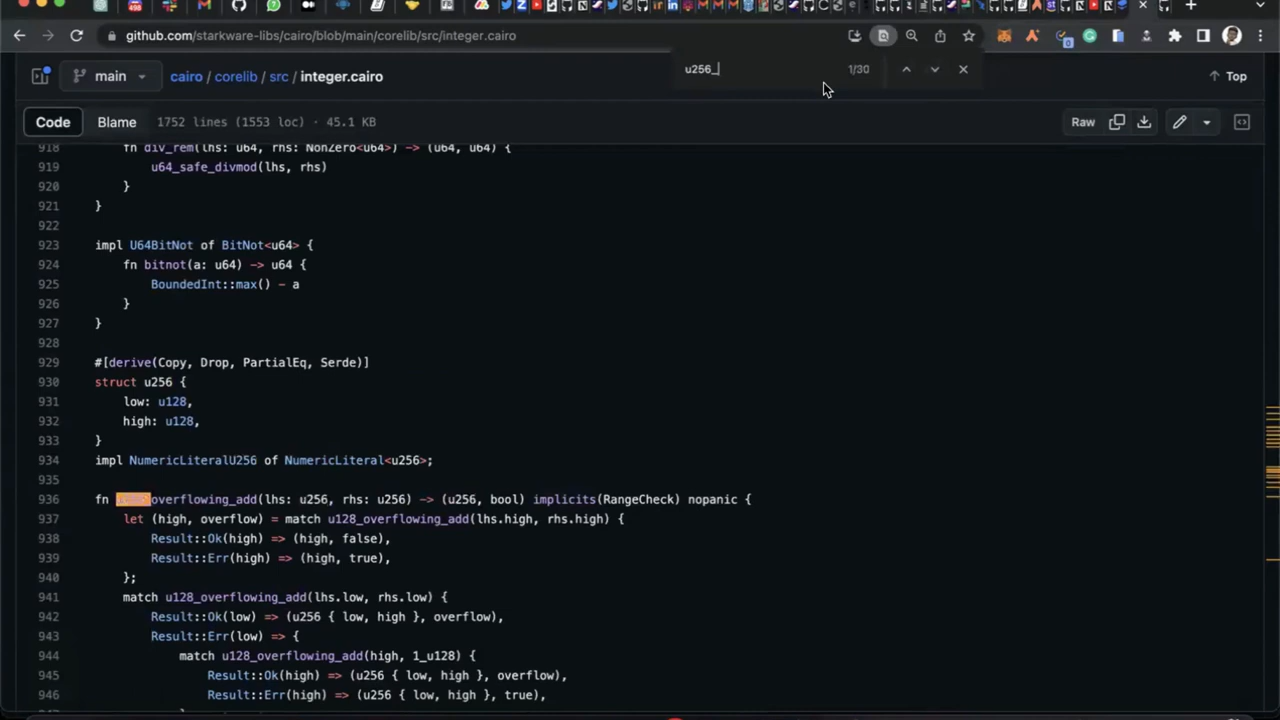 github.com/starkware-libs/cairo/blob/main/corelib/src/integer.cairo
u256_ 1/30
main cairo / corelib / src / integer.cairo Top
Code Blame 1752 lines (1553 loc) · 45.1 KB Raw
918 fn div_rem(lhs: u64, rhs: NonZero<u64>) -> (u64, u64) {
919 u64_safe_divmod(lhs, rhs)
920 }
921 }
922
923 impl U64BitNot of BitNot<u64> {
924 fn bitnot(a: u64) -> u64 {
925 BoundedInt::max() - a
926 }
927 }
928
929 #[derive(Copy, Drop, PartialEq, Serde)]
930 struct u256 {
931 low: u128,
932 high: u128,
933 }
934 impl NumericLiteralU256 of NumericLiteral<u256>;
935
936 fn u256_overflowing_add(lhs: u256, rhs: u256) -> (u256, bool) implicits(RangeCheck) nopanic {
937 let (high, overflow) = match u128_overflowing_add(lhs.high, rhs.high) {
938 Result::Ok(high) => (high, false),
939 Result::Err(high) => (high, true),
940 };
941 match u128_overflowing_add(lhs.low, rhs.low) {
942 Result::Ok(low) => (u256 { low, high }, overflow),
943 Result::Err(low) => {
944 match u128_overflowing_add(high, 1_u128) {
945 Result::Ok(high) => (u256 { low, high }, overflow),
946 Result::Err(high) => (u256 { low, high }, true),